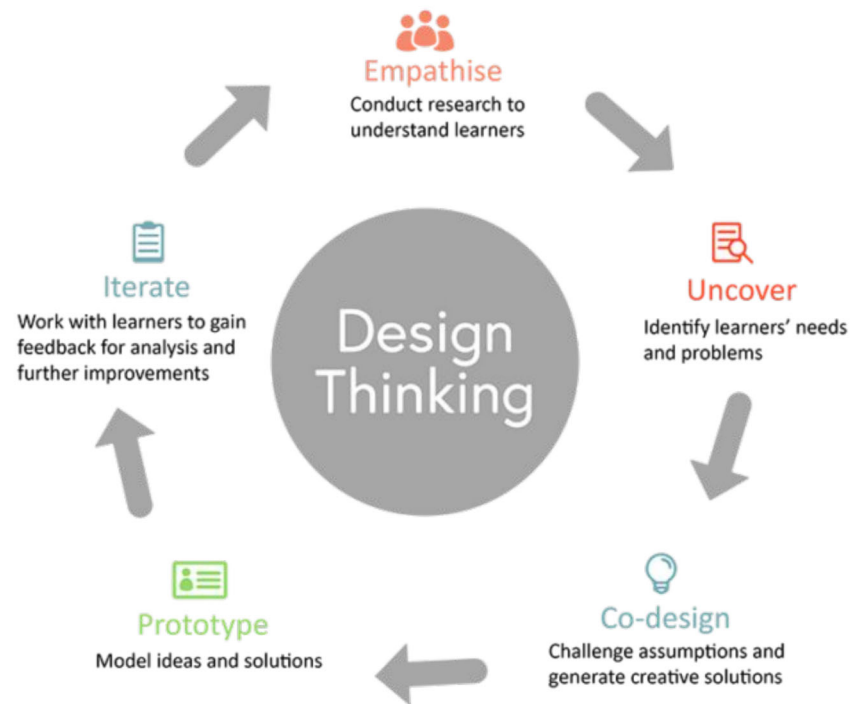 Empathise
Conduct research to
understand learners
Uncover
Identify learners' needs
and problems
Co-design
Challenge assumptions and
generate creative solutions
Prototype
Model ideas and solutions
Iterate
Work with learners to gain
feedback for analysis and
further improvements
Design
Thinking